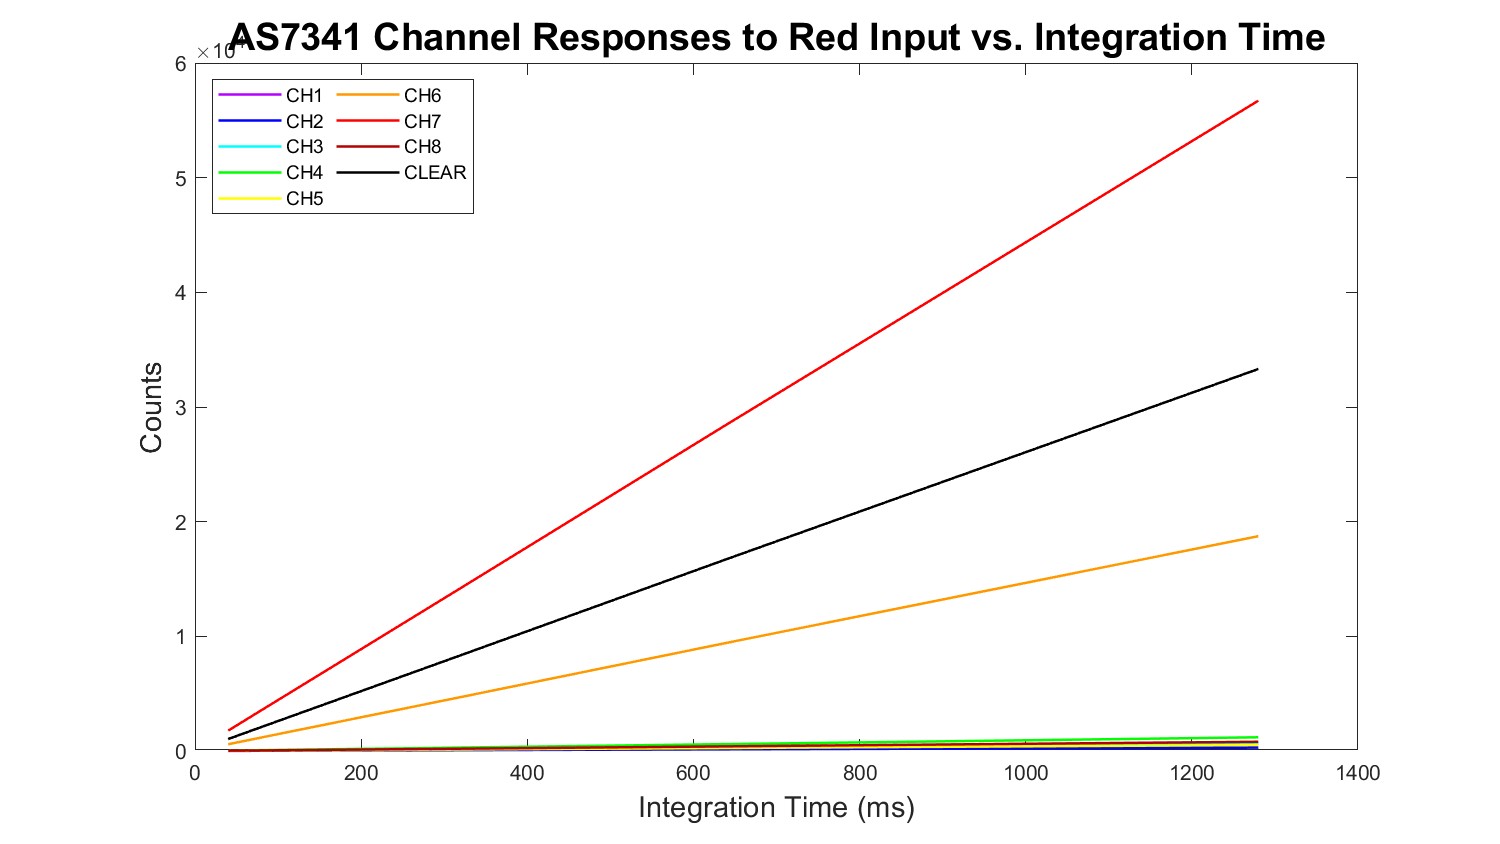 AS7341 Channel Responses to Red Input vs. Integration Time
×10
6
5
4
3
2
1
0
CH1 CH6
CH2 CH7
CH3 CH8
CH4 CLEAR
CH5
Counts
0 200 400 600 800 1000 1200 1400
Integration Time (ms)